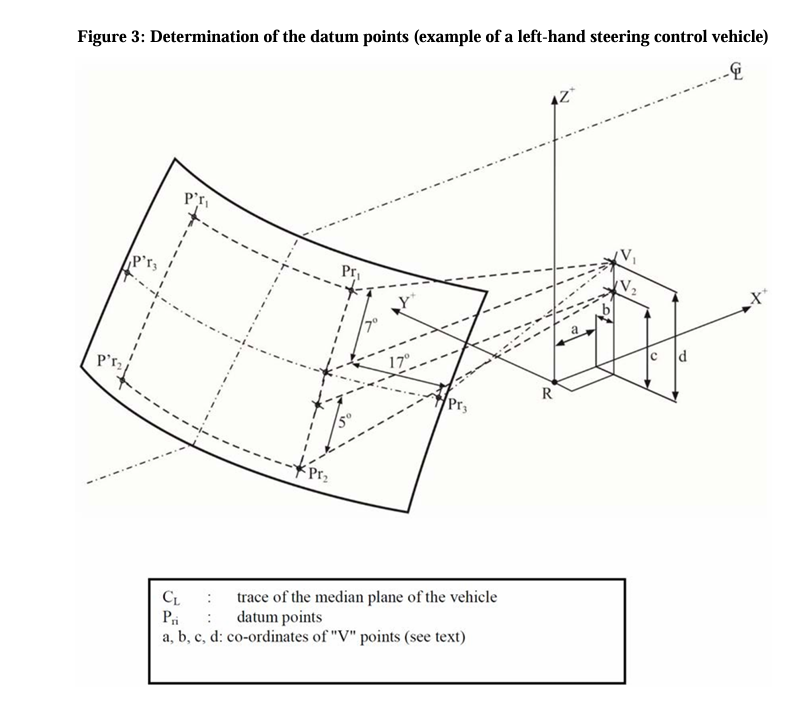 Figure 3: Determination of the datum points (example of a left-hand steering control vehicle)
CL
Z+
P'r1
V1
P'r3
Pr1
V2
Y+
X+
b
7°
a
17°
c
d
P'r2
R
Pr3
5°
Pr2
CL : trace of the median plane of the vehicle
Pri : datum points
a, b, c, d: co-ordinates of "V" points (see text)